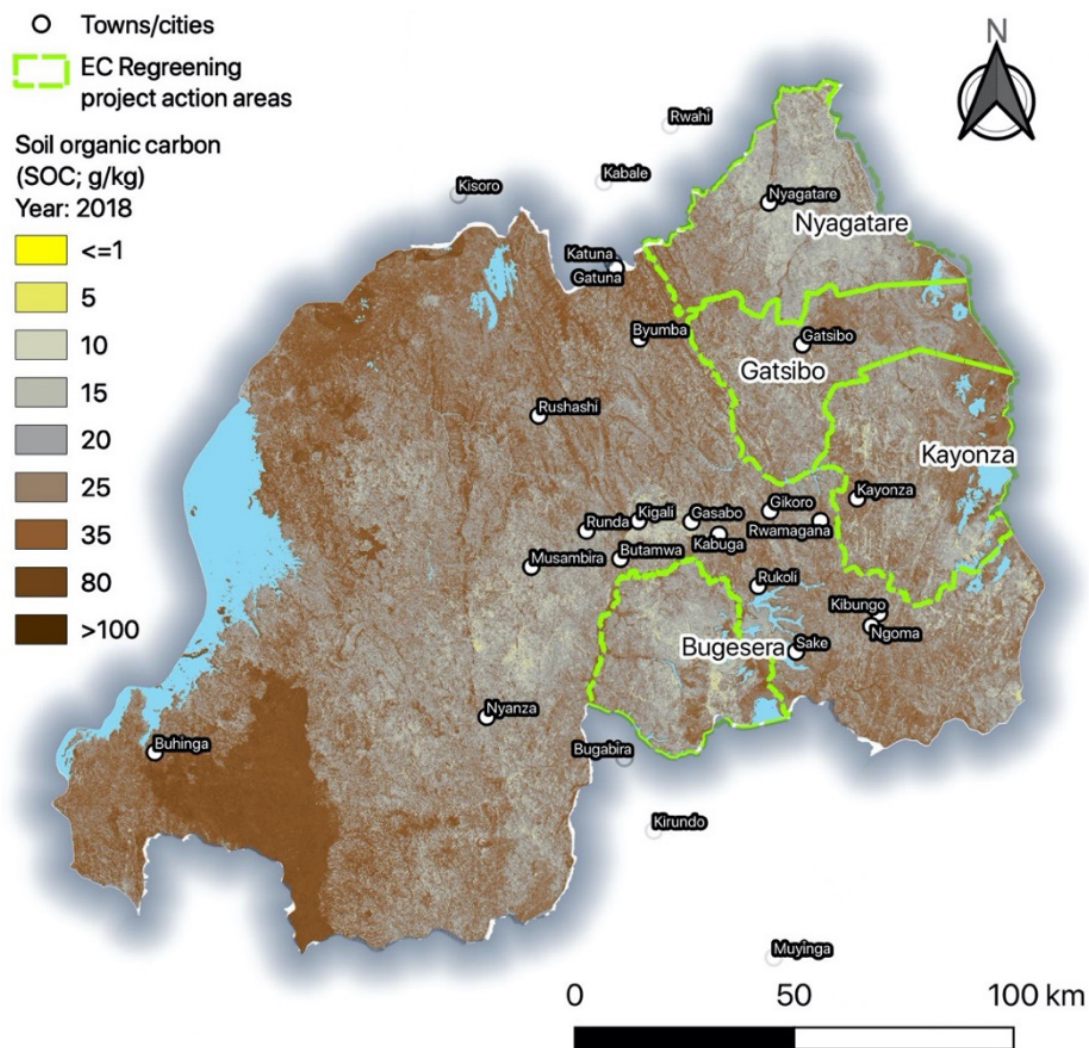 Towns/cities
EC Regreening
project action areas
Soil organic carbon
(SOC; g/kg)
Year: 2018
<=1
5
10
15
20
25
35
80
>100
N
Rwahi
Kabale
Kisoro
Nyagatare
Nyagatare
Katuna
Gatuna
Byumba
Gatsibo
Gatsibo
Rushashi
Kayonza
Kayonza
Gikoro
Kigali
Gasabo
Runda
Rwamagana
Kabuga
Butamwa
Musambira
Rukoli
Kibungo
Ngoma
Bugesera
Sake
Nyanza
Buhinga
Bugabira
Kirundo
Muyinga
0 50 100 km